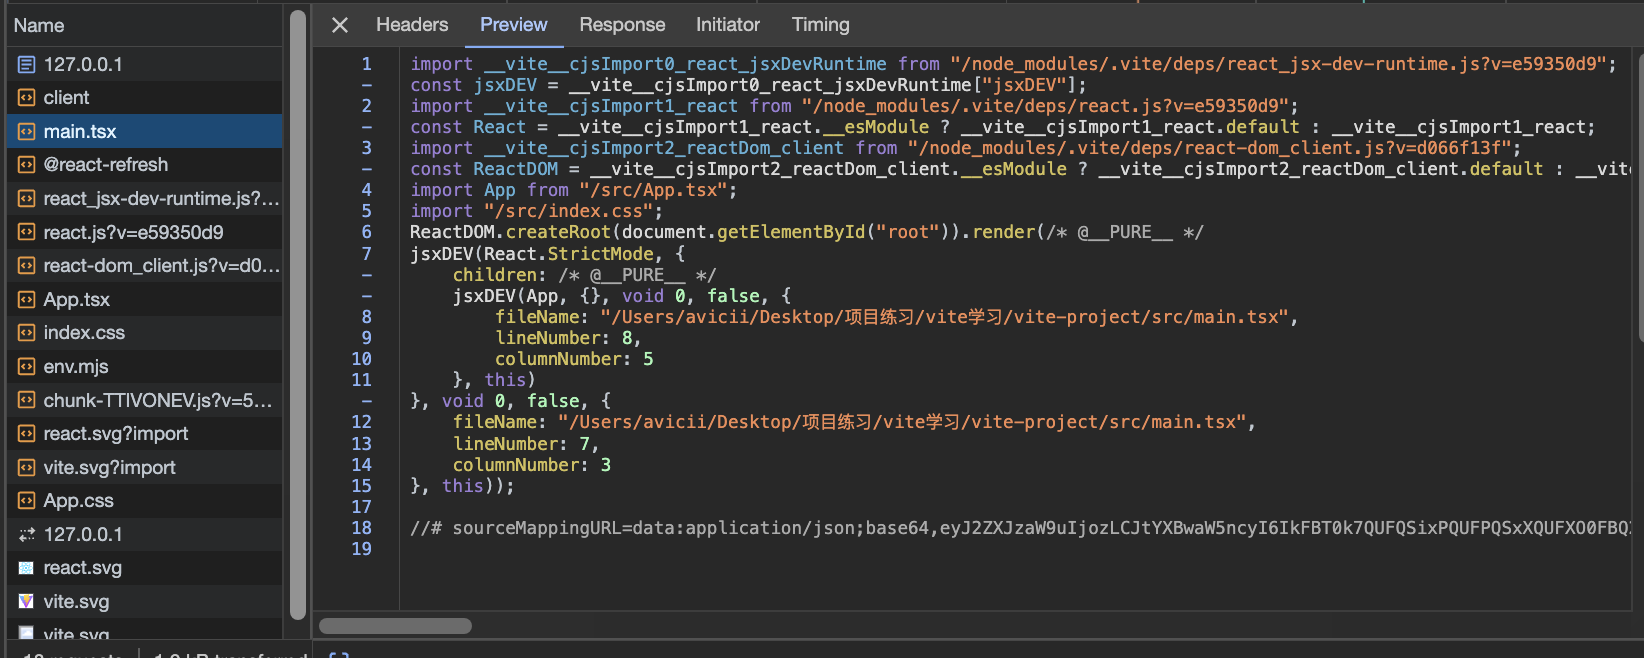 Name
Headers Preview Response Initiator Timing
127.0.0.1
client
main.tsx
@react-refresh
react_jsx-dev-runtime.js?...
react.js?v=e59350d9
react-dom_client.js?v=d0...
App.tsx
index.css
env.mjs
chunk-TTIVONEV.js?v=5...
react.svg?import
vite.svg?import
App.css
127.0.0.1
react.svg
vite.svg
vite.svg
1 import __vite__cjsImport0_react_jsxDevRuntime from "/node_modules/.vite/deps/react_jsx-dev-runtime.js?v=e59350d9";
- const jsxDEV = __vite__cjsImport0_react_jsxDevRuntime["jsxDEV"];
2 import __vite__cjsImport1_react from "/node_modules/.vite/deps/react.js?v=e59350d9";
- const React = __vite__cjsImport1_react.__esModule ? __vite__cjsImport1_react.default : __vite__cjsImport1_react;
3 import __vite__cjsImport2_reactDom_client from "/node_modules/.vite/deps/react-dom_client.js?v=d066f13f";
- const ReactDOM = __vite__cjsImport2_reactDom_client.__esModule ? __vite__cjsImport2_reactDom_client.default : __vite
4 import App from "/src/App.tsx";
5 import "/src/index.css";
6 ReactDOM.createRoot(document.getElementById("root")).render(/* @__PURE__ */
7 jsxDEV(React.StrictMode, {
- children: /* @__PURE__ */
- jsxDEV(App, {}, void 0, false, {
8 fileName: "/Users/avicii/Desktop/项目练习/vite学习/vite-project/src/main.tsx",
9 lineNumber: 8,
10 columnNumber: 5
11 }, this)
- }, void 0, false, {
12 fileName: "/Users/avicii/Desktop/项目练习/vite学习/vite-project/src/main.tsx",
13 lineNumber: 7,
14 columnNumber: 3
15 }, this));
17
18 //# sourceMappingURL=data:application/json;base64,eyJ2ZXJzaW9uIjozLCJtYXBwaW5ncyI6IkFBT0k7QUFQSixPQUFPQSxXQUFXO0FBQ
19